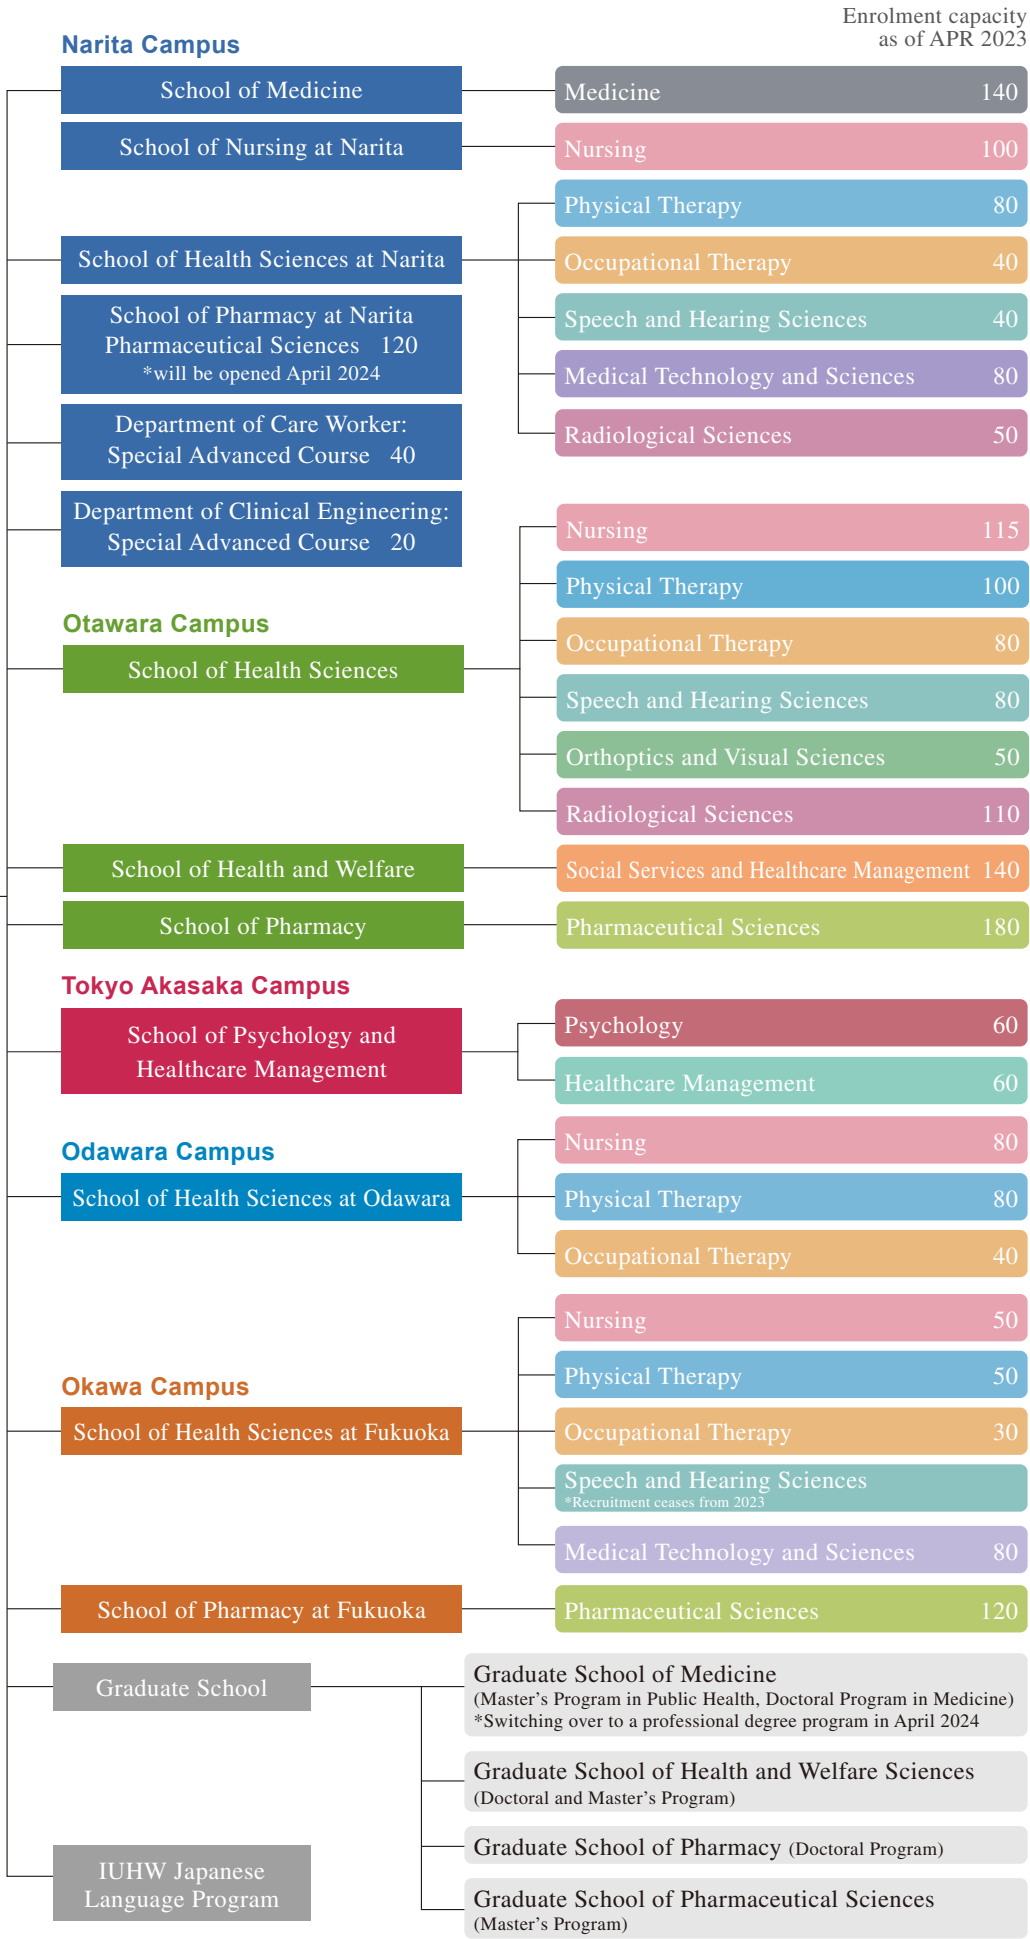 Enrolment capacity
as of APR 2023
Narita Campus
School of Medicine
Medicine 140
School of Nursing at Narita
Nursing 100
School of Health Sciences at Narita
Physical Therapy 80
Occupational Therapy 40
Speech and Hearing Sciences 40
Medical Technology and Sciences 80
Radiological Sciences 50
School of Pharmacy at Narita
Pharmaceutical Sciences 120
*will be opened April 2024
Department of Care Worker:
Special Advanced Course 40
Department of Clinical Engineering:
Special Advanced Course 20
Otawara Campus
School of Health Sciences
Nursing 115
Physical Therapy 100
Occupational Therapy 80
Speech and Hearing Sciences 80
Orthoptics and Visual Sciences 50
Radiological Sciences 110
School of Health and Welfare
Social Services and Healthcare Management 140
School of Pharmacy
Pharmaceutical Sciences 180
Tokyo Akasaka Campus
School of Psychology and
Healthcare Management
Psychology 60
Healthcare Management 60
Odawara Campus
School of Health Sciences at Odawara
Nursing 80
Physical Therapy 80
Occupational Therapy 40
Okawa Campus
School of Health Sciences at Fukuoka
Nursing 50
Physical Therapy 50
Occupational Therapy 30
Speech and Hearing Sciences
*Recruitment ceases from 2023
Medical Technology and Sciences 80
School of Pharmacy at Fukuoka
Pharmaceutical Sciences 120
Graduate School
Graduate School of Medicine
(Master's Program in Public Health, Doctoral Program in Medicine)
*Switching over to a professional degree program in April 2024
Graduate School of Health and Welfare Sciences
(Doctoral and Master's Program)
Graduate School of Pharmacy (Doctoral Program)
Graduate School of Pharmaceutical Sciences
(Master's Program)
IUHW Japanese
Language Program